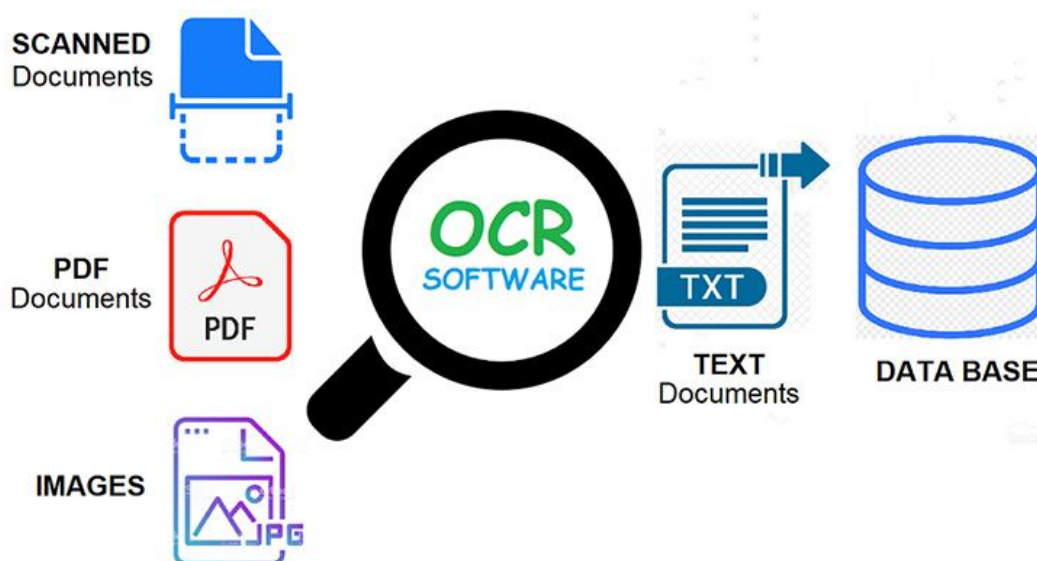 SCANNED
Documents
PDF
Documents
PDF
IMAGES
JPG
OCR
SOFTWARE
TXT
TEXT
Documents
DATA BASE